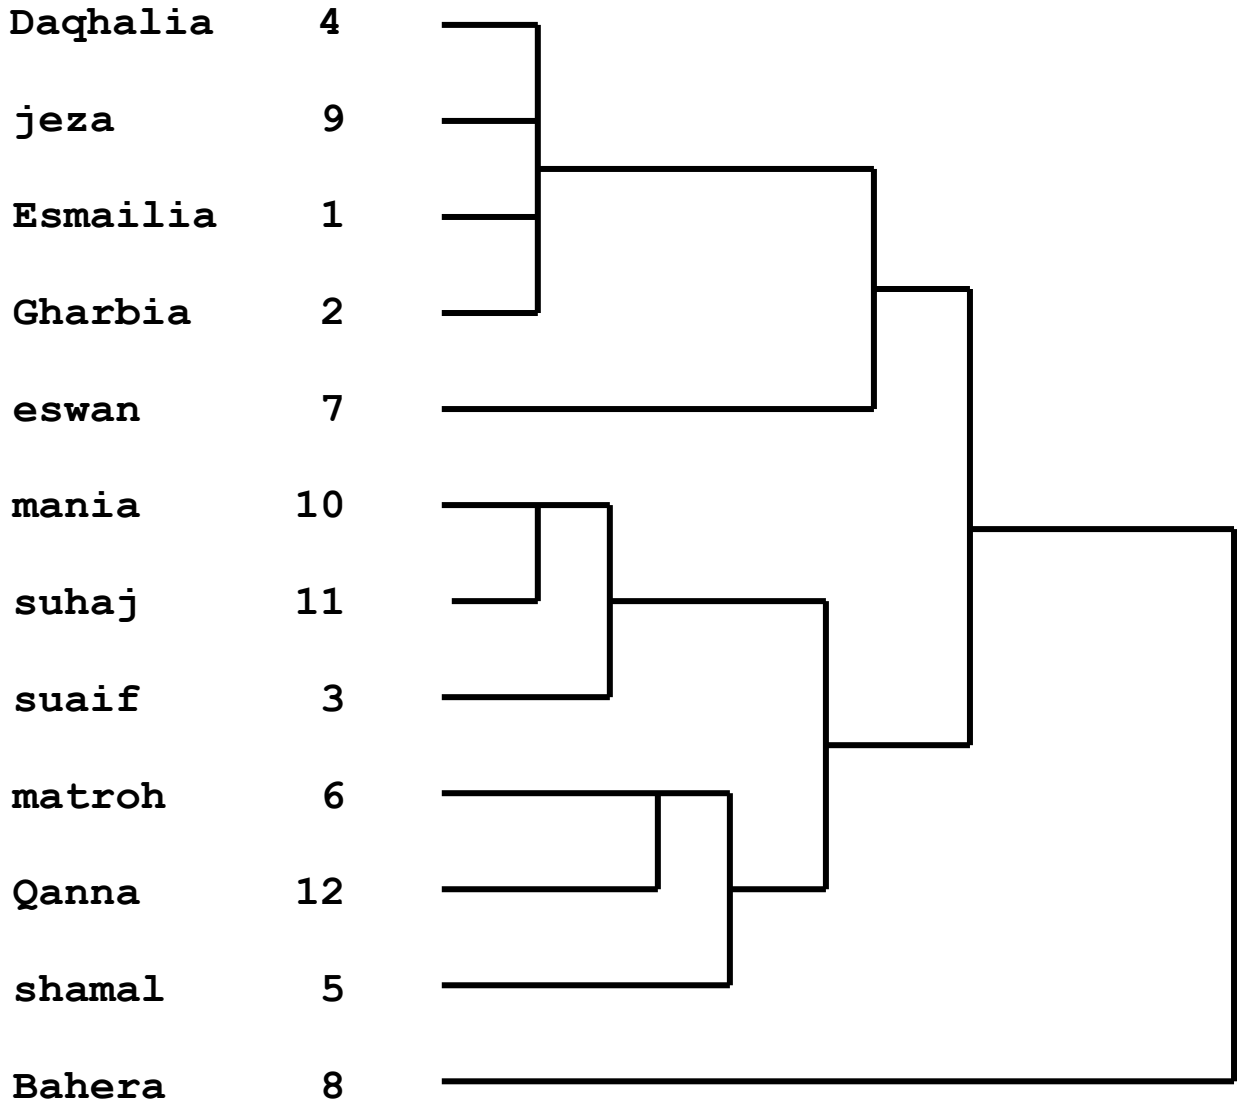 Daqhalia 4
jeza 9
Esmailia 1
Gharbia 2
eswan 7
mania 10
suhaj 11
suaif 3
matroh 6
Qanna 12
shamal 5
Bahera 8